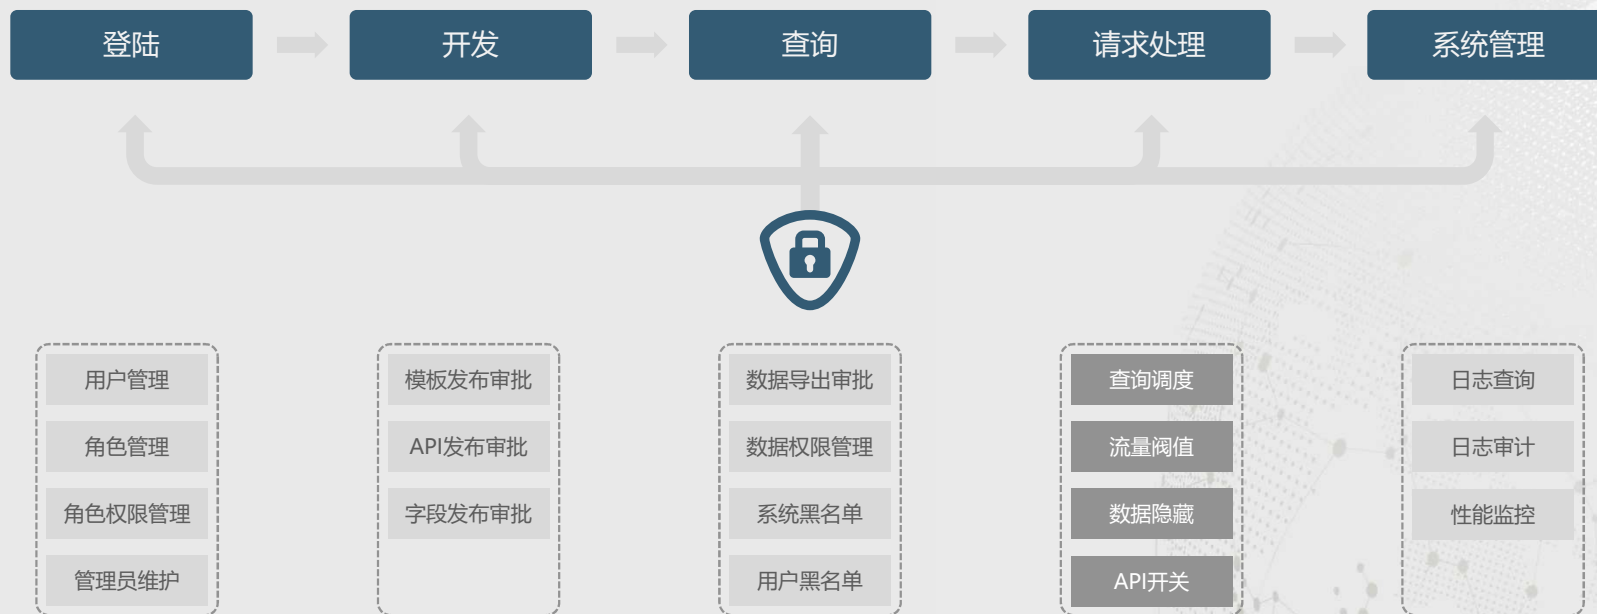 登陆
开发
查询
请求处理
系统管理
用户管理
角色管理
角色权限管理
管理员维护
模板发布审批
API发布审批
字段发布审批
数据导出审批
数据权限管理
系统黑名单
用户黑名单
查询调度
流量阀值
数据隐藏
API开关
日志查询
日志审计
性能监控